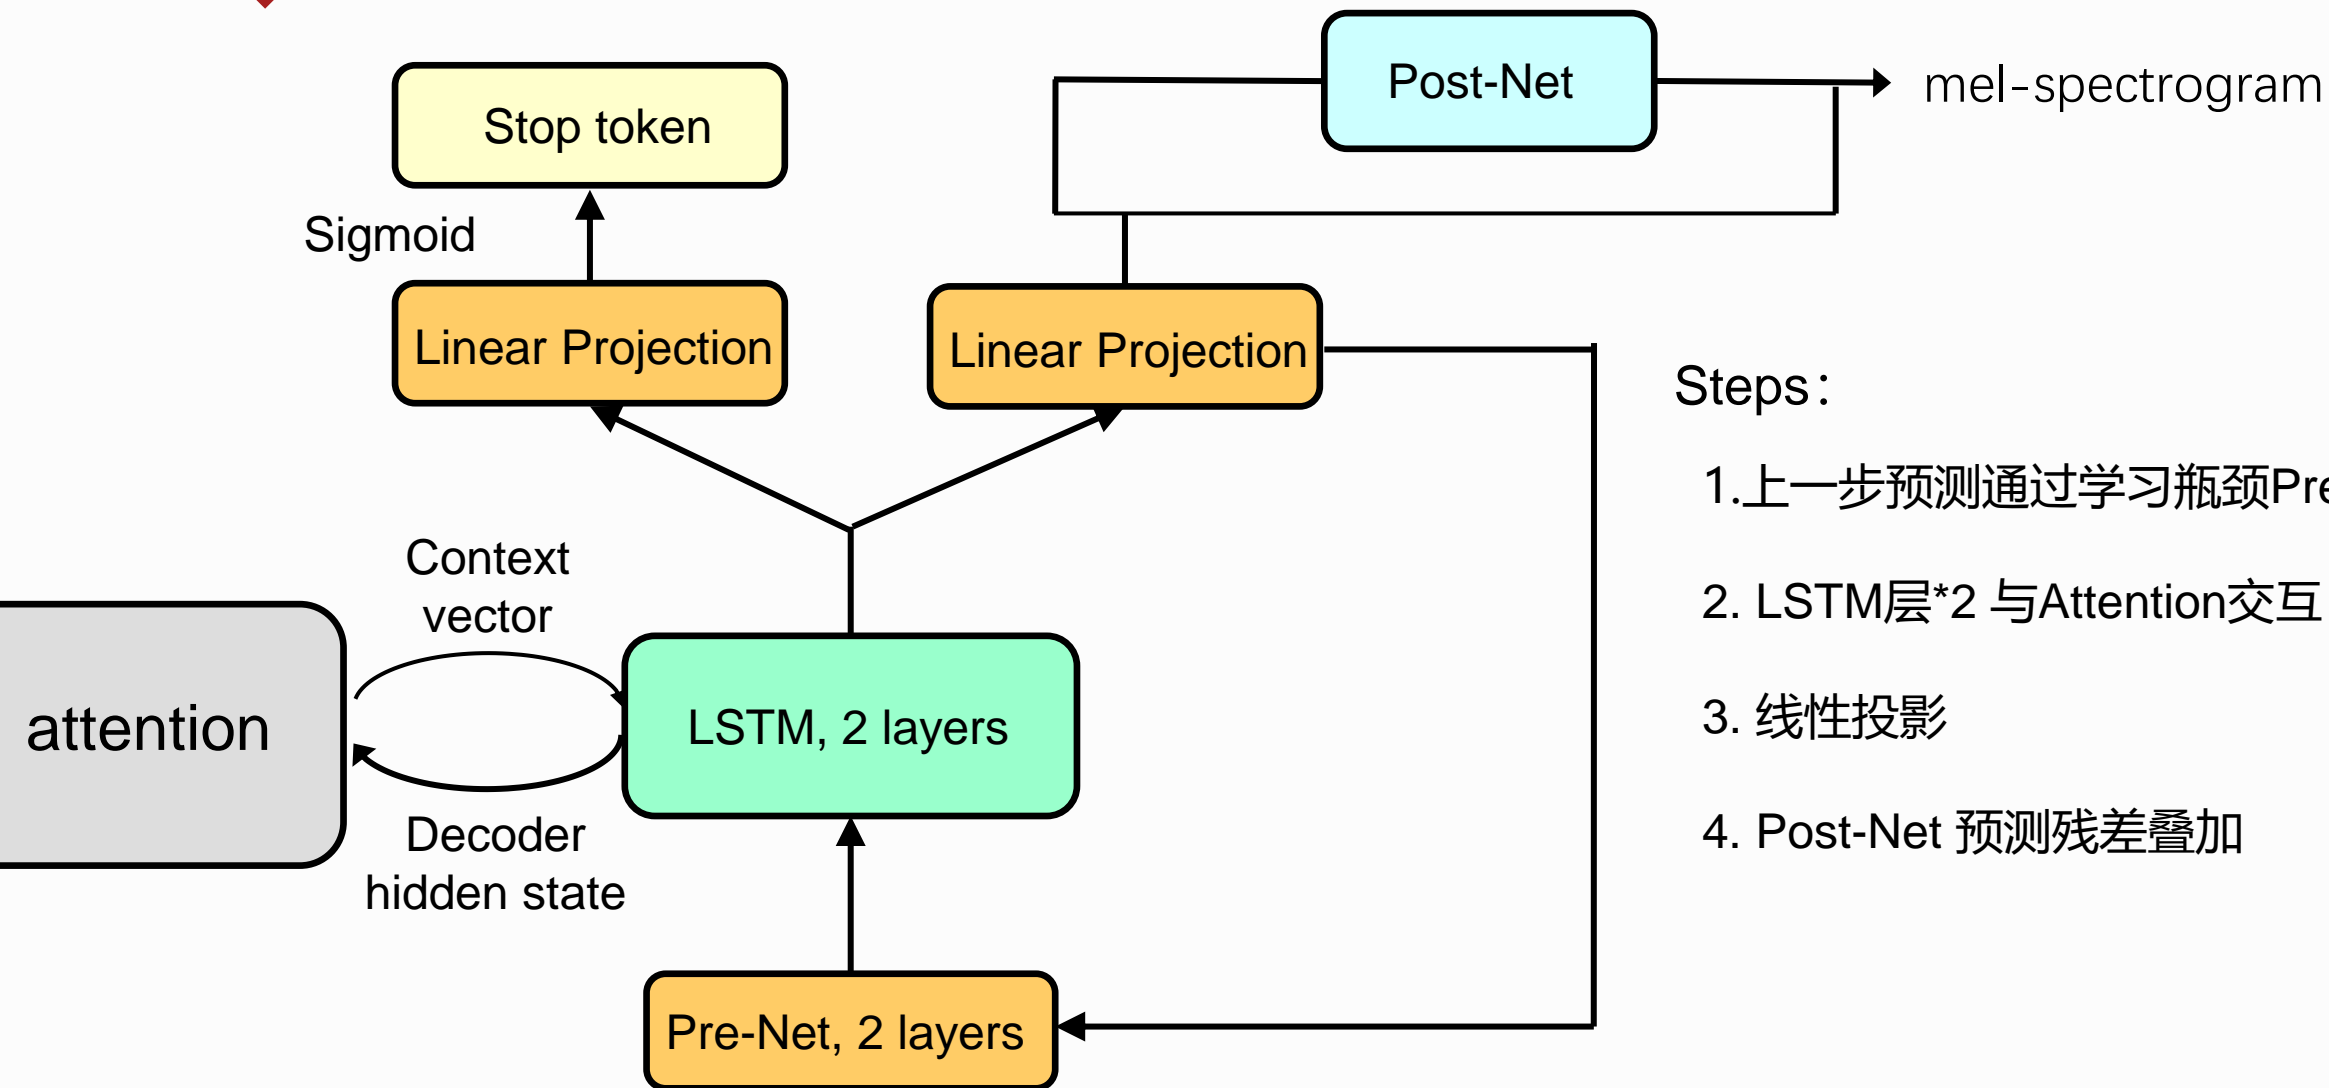 Post-Net
mel-spectrogram
Stop token
Sigmoid
Linear Projection
Linear Projection
Steps：
1.上一步预测通过学习瓶颈Pre
Context
vector
2. LSTM层*2 与Attention交互
attention
LSTM, 2 layers
3. 线性投影
Decoder
hidden state
4. Post-Net 预测残差叠加
Pre-Net, 2 layers